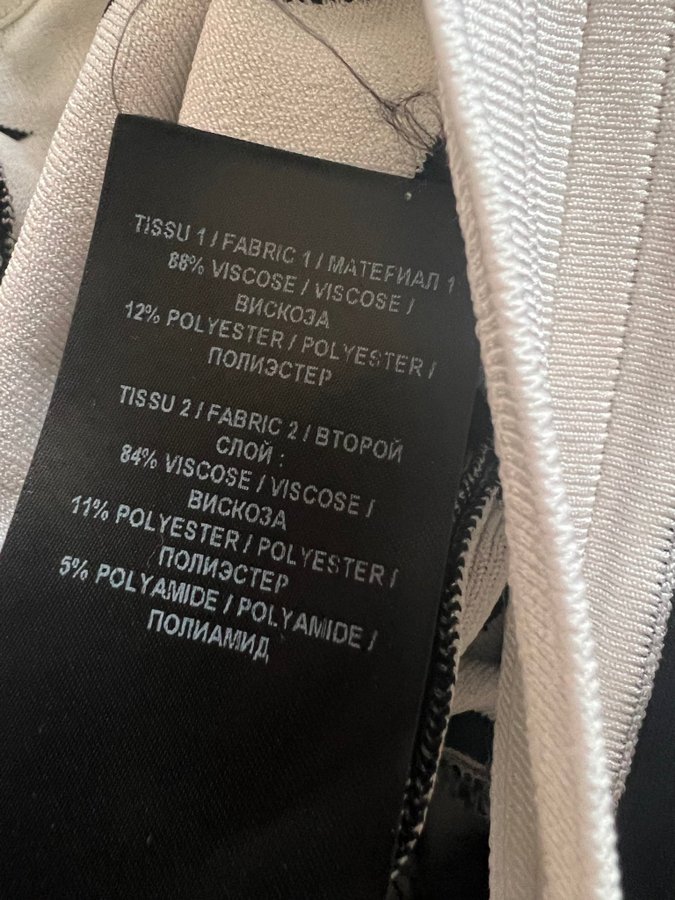 TISSU 1 / FABRIC 1 / МАТЕРИАЛ 1
88% VISCOSE / VISCOSE /
ВИСКОЗА
12% POLYESTER / POLYESTER /
ПОЛИЭСТЕР
TISSU 2 / FABRIC 2 / ВТОРОЙ
СЛОЙ :
84% VISCOSE / VISCOSE /
ВИСКОЗА
11% POLYESTER / POLYESTER /
ПОЛИЭСТЕР
5% POLYAMIDE / POLYAMIDE /
ПОЛИАМИД